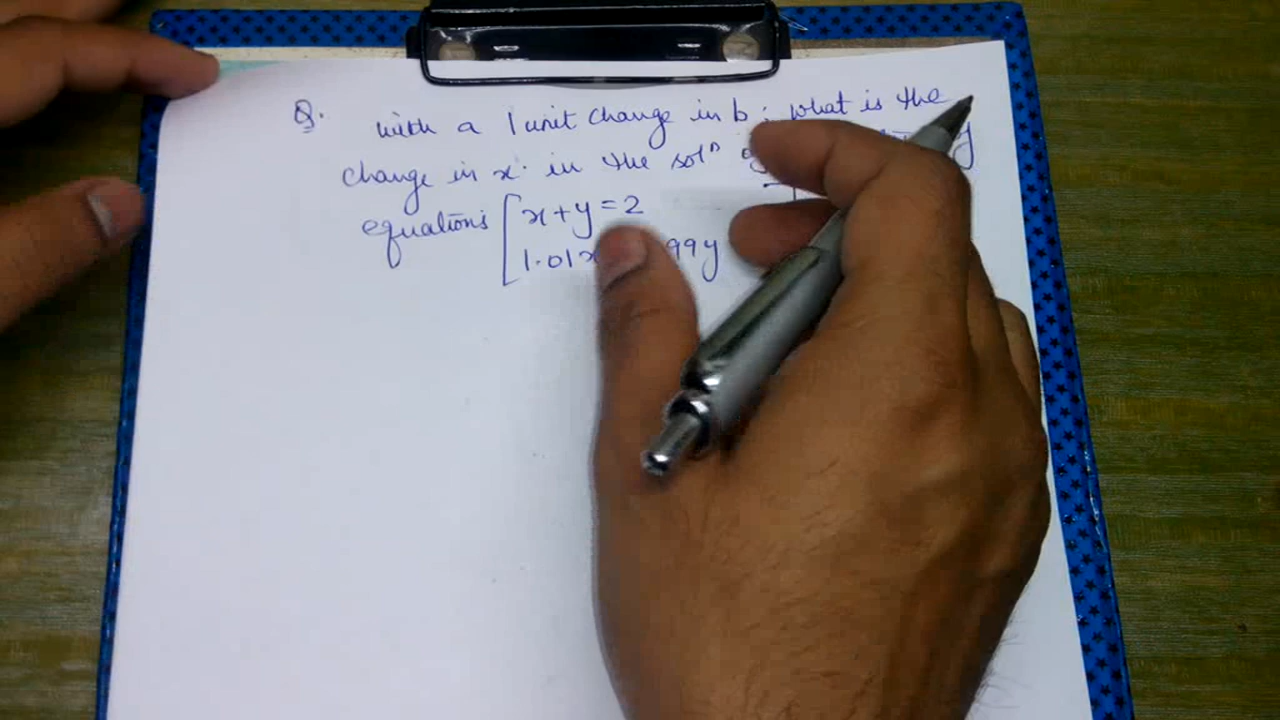 Q. with a 1 unit change in b; what is the
change in x in the solⁿ
equations [ x+y=2
1.01x 99y